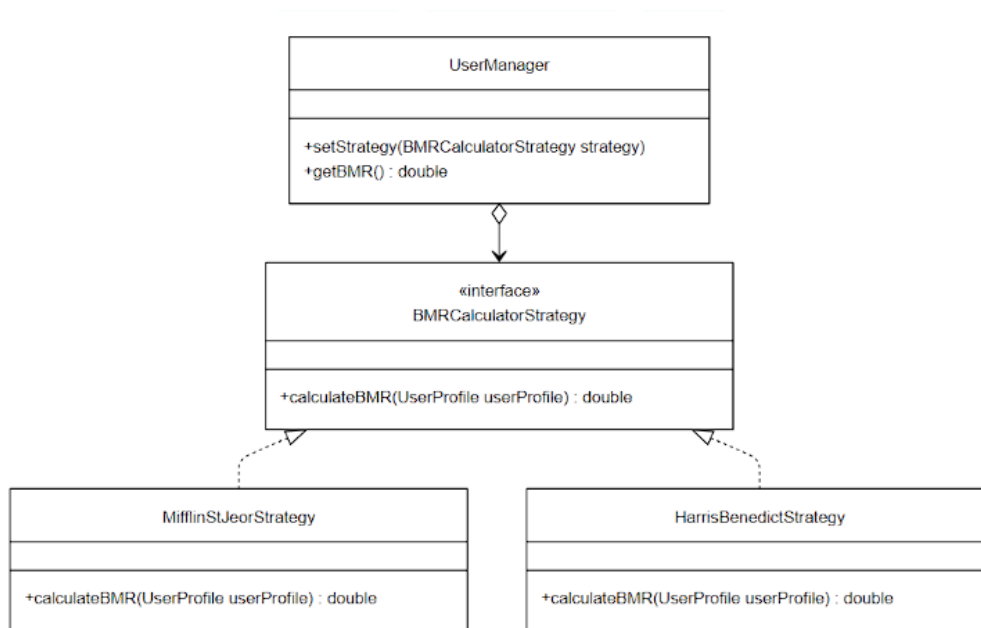 UserManager
+setStrategy(BMRCalculatorStrategy strategy)
+getBMR() : double
«interface»
BMRCalculatorStrategy
+calculateBMR(UserProfile userProfile) : double
MifflinStJeorStrategy
+calculateBMR(UserProfile userProfile) : double
HarrisBenedictStrategy
+calculateBMR(UserProfile userProfile) : double